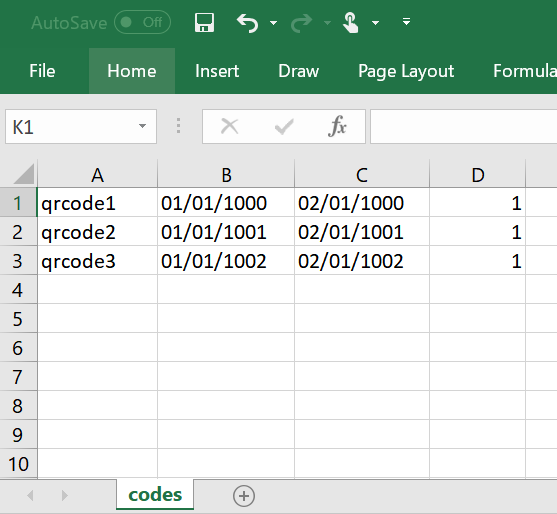 AutoSave Off
File Home Insert Draw Page Layout Formula
K1 fx
A B C D
1 qrcode1 01/01/1000 02/01/1000 1
2 qrcode2 01/01/1001 02/01/1001 1
3 qrcode3 01/01/1002 02/01/1002 1
4
5
6
7
8
9
10
codes